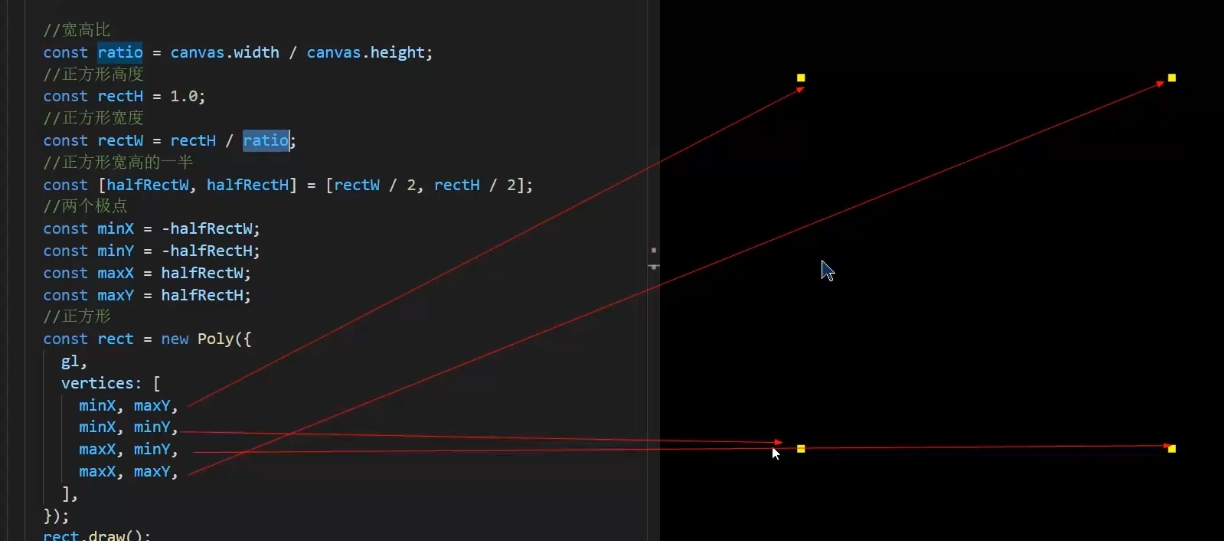 //宽高比
const ratio = canvas.width / canvas.height;
//正方形高度
const rectH = 1.0;
//正方形宽度
const rectW = rectH / ratio;
//正方形宽高的一半
const [halfRectW, halfRectH] = [rectW / 2, rectH / 2];
//两个极点
const minX = -halfRectW;
const minY = -halfRectH;
const maxX = halfRectW;
const maxY = halfRectH;
//正方形
const rect = new Poly({
gl,
vertices: [
minX, maxY,
minX, minY,
maxX, minY,
maxX, maxY,
],
});
rect.draw();